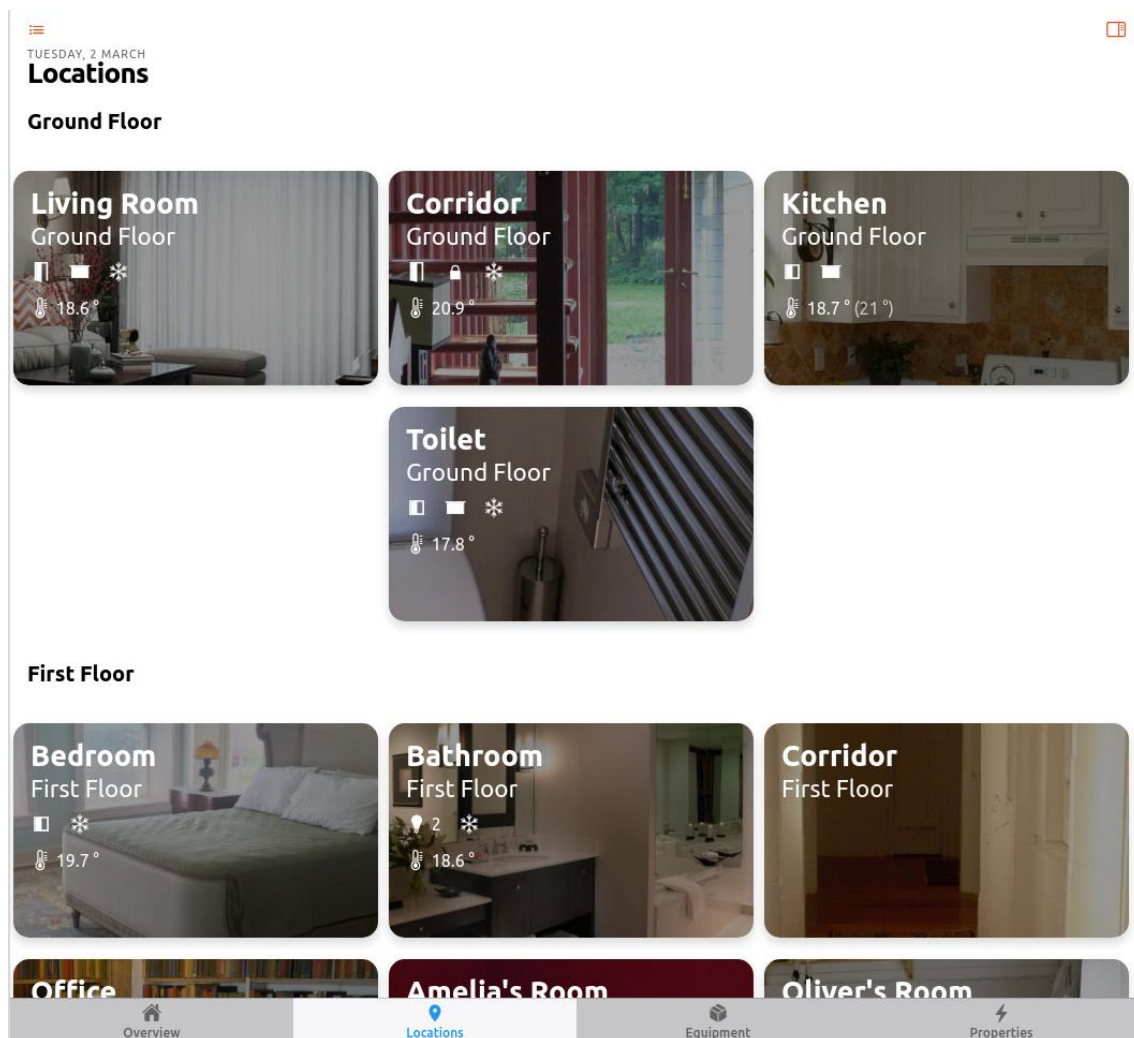 TUESDAY, 2 MARCH
Locations
Ground Floor
Living Room
Ground Floor
18.6 °
Corridor
Ground Floor
20.9 °
Kitchen
Ground Floor
18.7 ° (21 °)
Toilet
Ground Floor
17.8 °
First Floor
Bedroom
First Floor
19.7 °
Bathroom
First Floor
2
18.6 °
Corridor
First Floor
Office
Amelia's Room
Oliver's Room
Overview
Locations
Equipment
Properties